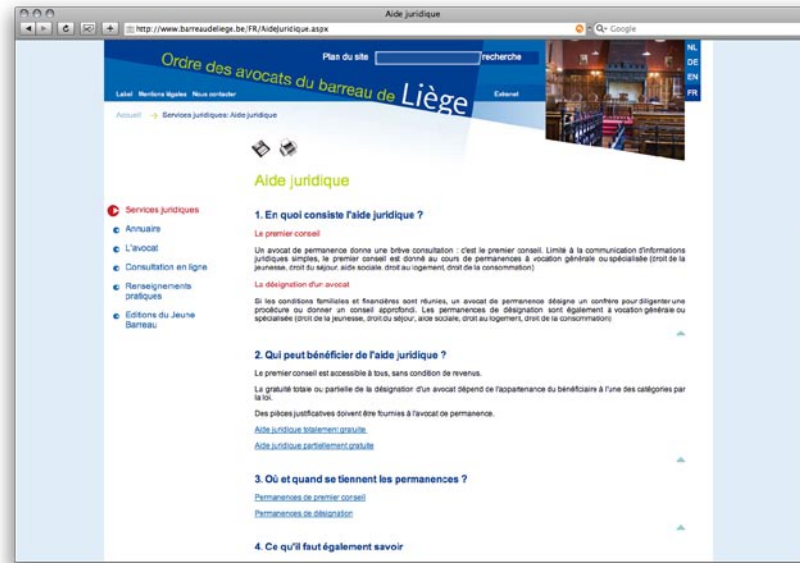 Aide juridique
http://www.barreaudeliege.be/FR/AideJuridique.aspx
Google
Plan du site
recherche
Ordre des avocats du barreau de Liège
Label Mentions légales Nous contacter
Extranet
NL
DE
EN
FR
Accueil → Services juridiques: Aide juridique
Aide juridique
Services juridiques
Annuaire
L'avocat
Consultation en ligne
Renseignements
pratiques
Editions du Jeune
Barreau
1. En quoi consiste l'aide juridique ?
Le premier conseil
Un avocat de permanence donne une brève consultation : c'est le premier conseil. Limité à la communication d'informations
juridiques simples, le premier conseil est donné au cours de permanences à vocation générale ou spécialisée (droit de la
jeunesse, droit du séjour, aide sociale, droit au logement, droit de la consommation)
La désignation d'un avocat
Si les conditions familiales et financières sont réunies, un avocat de permanence désigne un confrère pour diligenter une
procédure ou donner un conseil approfondi. Les permanences de désignation sont également à vocation générale ou
spécialisée (droit de la jeunesse, droit du séjour, aide sociale, droit au logement, droit de la consommation)
2. Qui peut bénéficier de l'aide juridique ?
Le premier conseil est accessible à tous, sans condition de revenus.
La gratuité totale ou partielle de la désignation d'un avocat dépend de l'appartenance du bénéficiaire à l'une des catégories par
la loi.
Des pièces justificatives doivent être fournies à l'avocat de permanence.
Aide juridique totalement gratuite
Aide juridique partiellement gratuite
3. Où et quand se tiennent les permanences ?
Permanences de premier conseil
Permanences de désignation
4. Ce qu'il faut également savoir